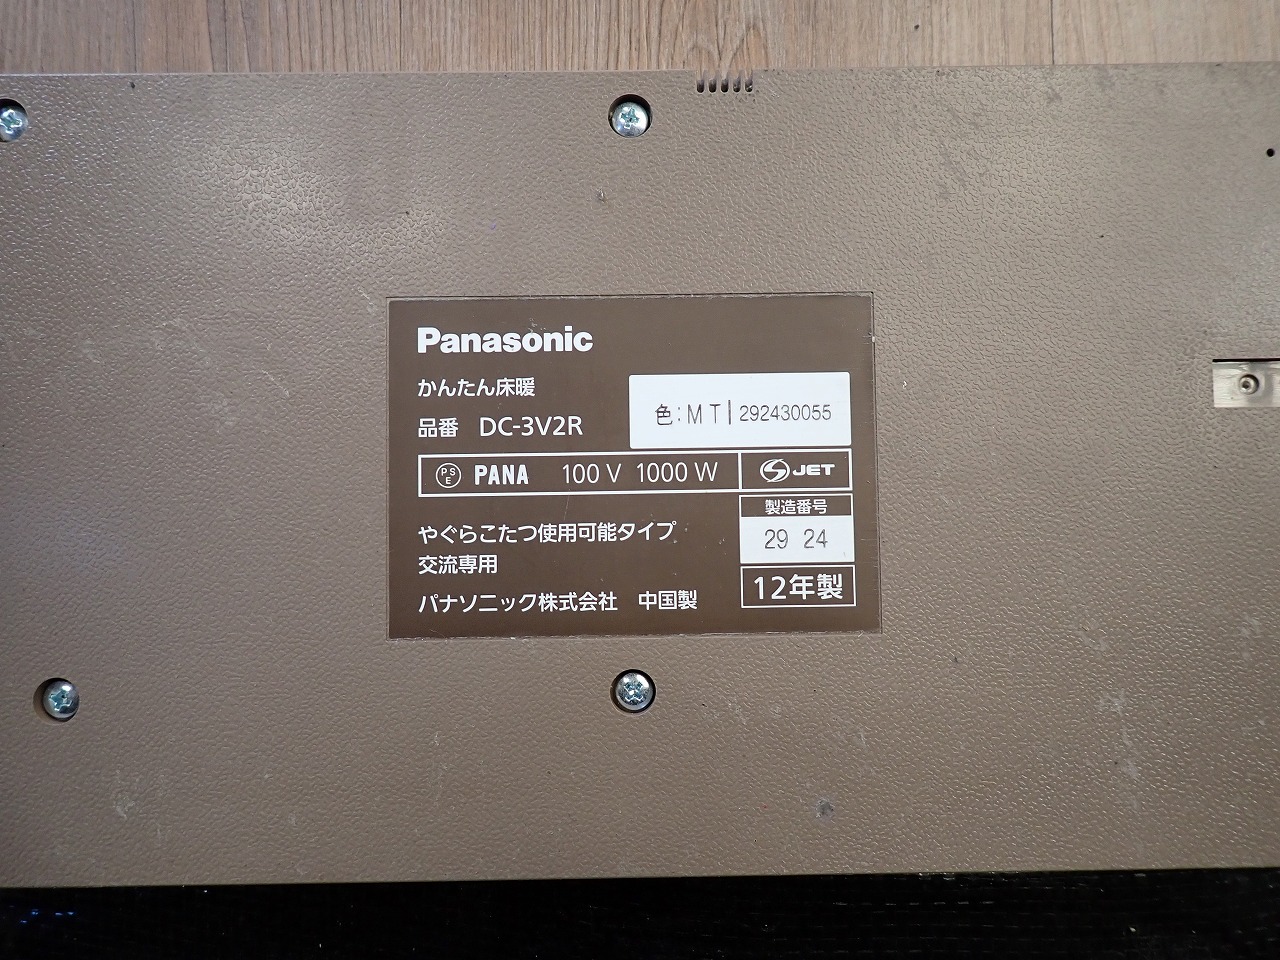 Panasonic
かんたん床暖
品番 DC-3V2R
色:MT|292430055
PSE PANA 100V 1000W
JET
製造番号
29 24
やぐらこたつ使用可能タイプ
交流専用
12年製
パナソニック株式会社 中国製